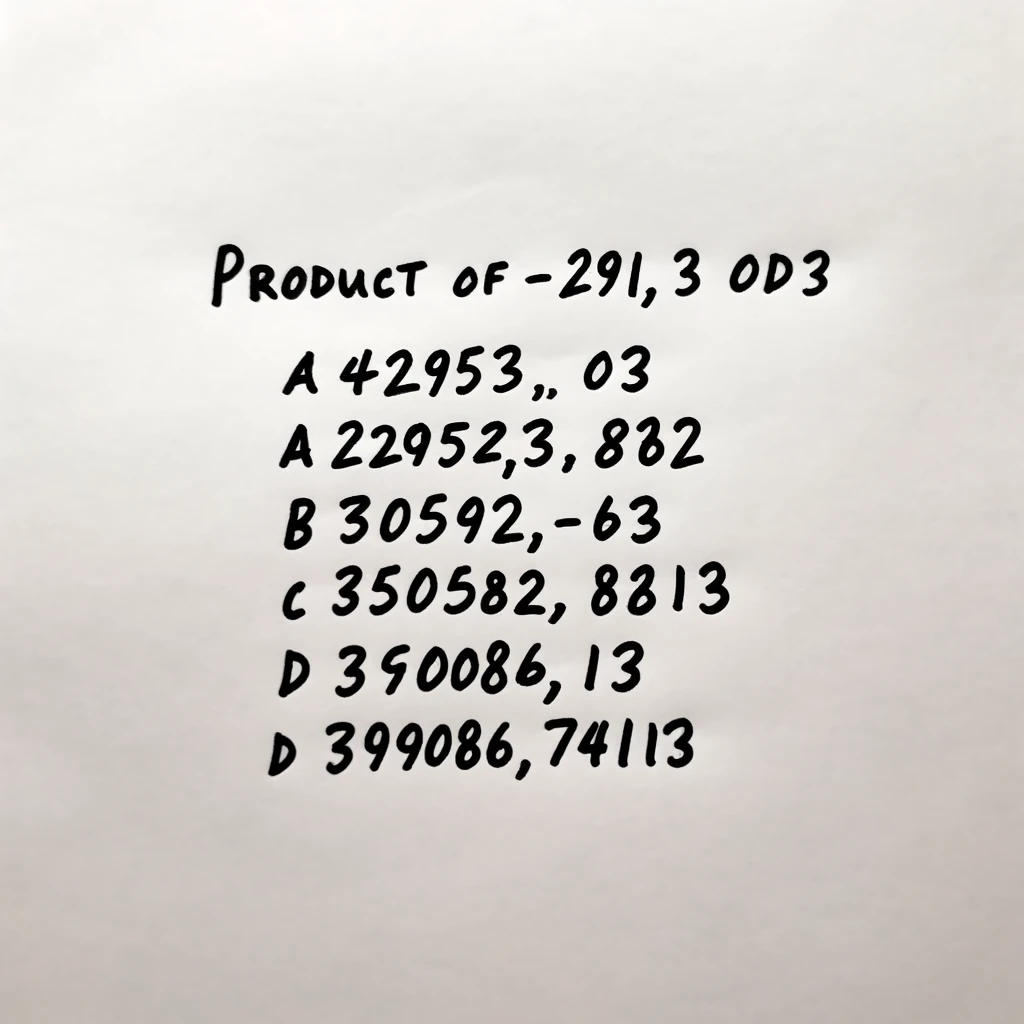 PRODUCT OF -291,3 OD3
A 42953,, 03
A 22952,3, 882
B 30592,-63
C 350582, 8813
D 390086, 13
D 399086,74113